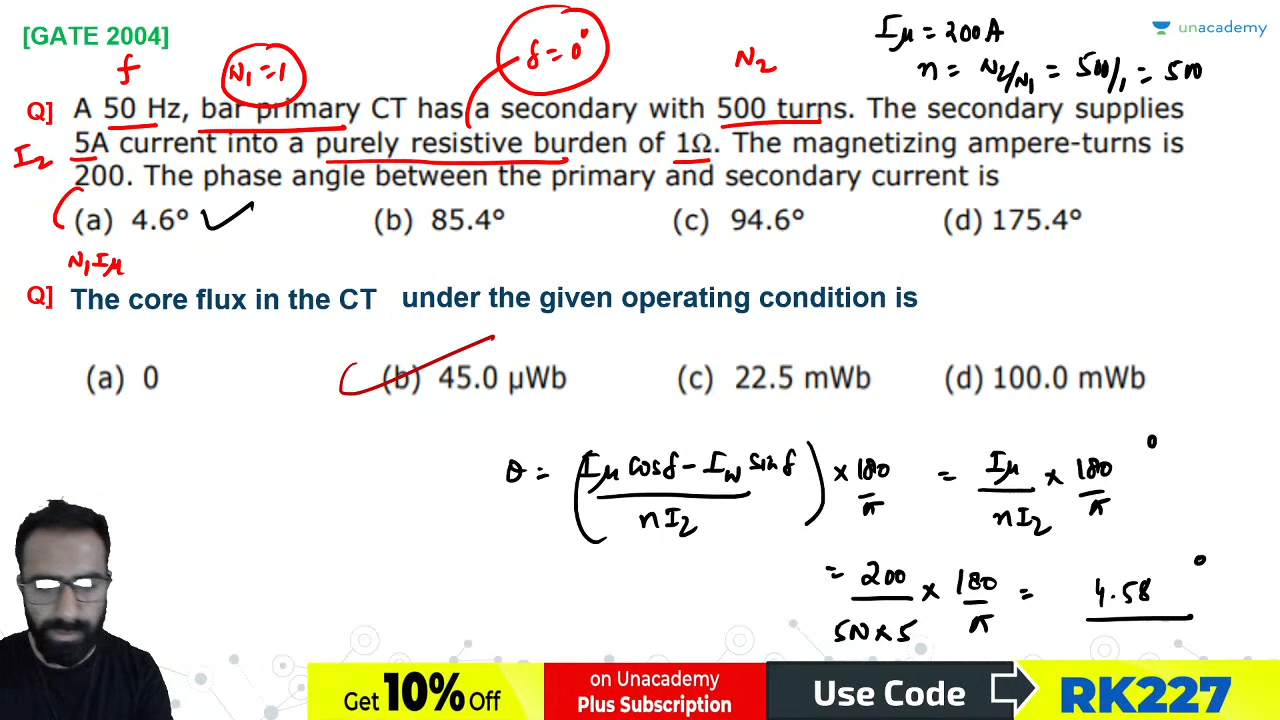 [GATE 2004]
Iμ = 200A
unacademy
f
N₁ = 1
δ = 0°
N₂
n = N₂/N₁ = 500/1 = 500
Q] A 50 Hz, bar primary CT has a secondary with 500 turns. The secondary supplies
I₂ 5A current into a purely resistive burden of 1Ω. The magnetizing ampere-turns is
200. The phase angle between the primary and secondary current is
(a) 4.6° (b) 85.4° (c) 94.6° (d) 175.4°
N₁Iμ
Q] The core flux in the CT under the given operating condition is
(a) 0 (b) 45.0 μWb (c) 22.5 mWb (d) 100.0 mWb
θ = (Iμ cosδ - Iw sinδ / nI₂) × 180/π = Iμ/nI₂ × 180/π °
= 200/500×5 × 180/π = 4.58°
Get 10% Off
on Unacademy
Plus Subscription
Use Code
RK227